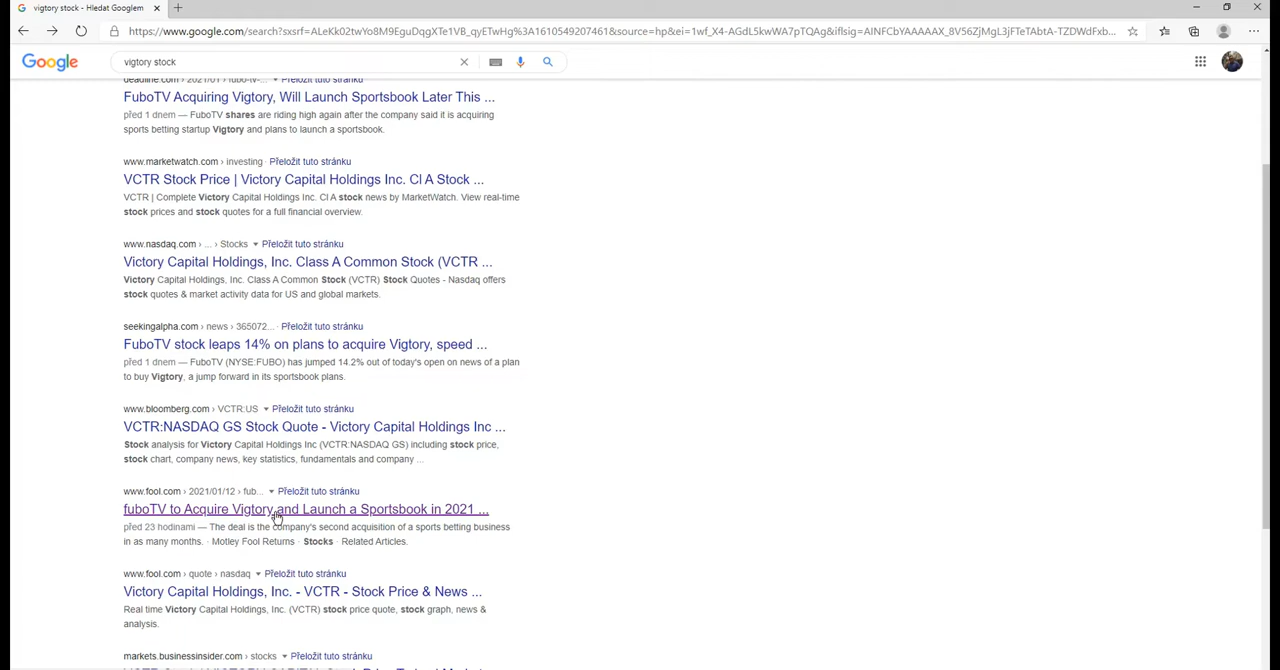 vigtory stock - Hledat Googlem
https://www.google.com/search?sxsrf=ALeKk02twYo8M9EguDqgXTe1VB_qyETwHg%3A1610549207461&source=hp&ei=1wf_X4-AGdL5kwWA7pTQAg&iflsig=AINFCbYAAAAAX_8V56ZjMgL3jFTeTAbtA-TZDWdFxb...
Google
vigtory stock
deadline.com › 2021/01 › fubo-tv-... Přeložit tuto stránku
FuboTV Acquiring Vigtory, Will Launch Sportsbook Later This ...
před 1 dnem — FuboTV shares are riding high again after the company said it is acquiring
sports betting startup Vigtory and plans to launch a sportsbook.
www.marketwatch.com › investing · Přeložit tuto stránku
VCTR Stock Price | Victory Capital Holdings Inc. Cl A Stock ...
VCTR | Complete Victory Capital Holdings Inc. Cl A stock news by MarketWatch. View real-time
stock prices and stock quotes for a full financial overview.
www.nasdaq.com › ... › Stocks Přeložit tuto stránku
Victory Capital Holdings, Inc. Class A Common Stock (VCTR ...
Victory Capital Holdings, Inc. Class A Common Stock (VCTR) Stock Quotes - Nasdaq offers
stock quotes & market activity data for US and global markets.
seekingalpha.com › news › 365072... · Přeložit tuto stránku
FuboTV stock leaps 14% on plans to acquire Vigtory, speed ...
před 1 dnem — FuboTV (NYSE:FUBO) has jumped 14.2% out of today's open on news of a plan
to buy Vigtory, a jump forward in its sportsbook plans.
www.bloomberg.com › VCTR:US Přeložit tuto stránku
VCTR:NASDAQ GS Stock Quote - Victory Capital Holdings Inc ...
Stock analysis for Victory Capital Holdings Inc (VCTR:NASDAQ GS) including stock price,
stock chart, company news, key statistics, fundamentals and company ...
www.fool.com › 2021/01/12 › fub... Přeložit tuto stránku
fuboTV to Acquire Vigtory and Launch a Sportsbook in 2021 ...
před 23 hodinami — The deal is the company's second acquisition of a sports betting business
in as many months. · Motley Fool Returns · Stocks · Related Articles.
www.fool.com › quote › nasdaq Přeložit tuto stránku
Victory Capital Holdings, Inc. - VCTR - Stock Price & News ...
Real time Victory Capital Holdings, Inc. (VCTR) stock price quote, stock graph, news &
analysis.
markets.businessinsider.com › stocks Přeložit tuto stránku